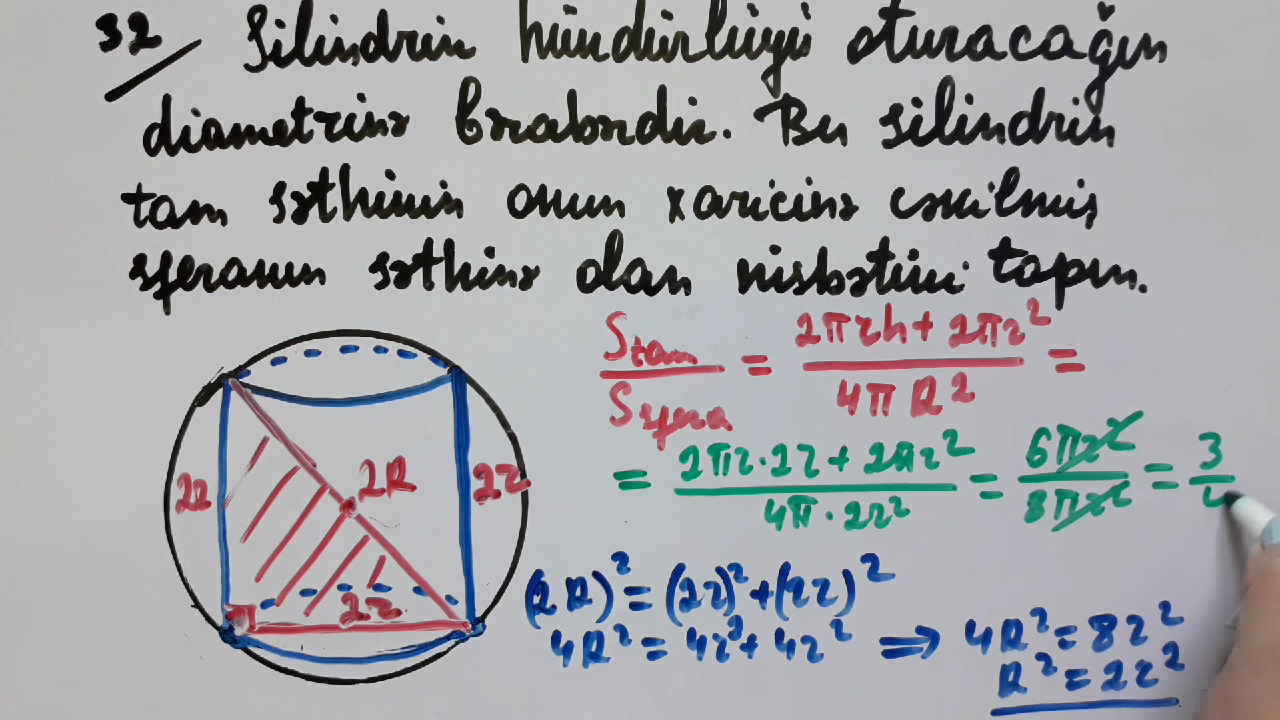 32/ Silindrin hündürlüyü oturacağın
diametrinə bərabərdir. Bu silindrin
tam səthinin onun xaricinə çəkilmiş
sferanın səthinə olan nisbətini tapın.
S tam / S sfera = (2πrh + 2πr²) / (4πR²) =
= (2πr·2r + 2πr²) / (4π·2r²) = 6πr² / 8πr² = 3/4
2r 2R 2r
2r
(2R)² = (2r)² + (2r)²
4R² = 4r² + 4r² ⇒ 4R² = 8r²
R² = 2r²